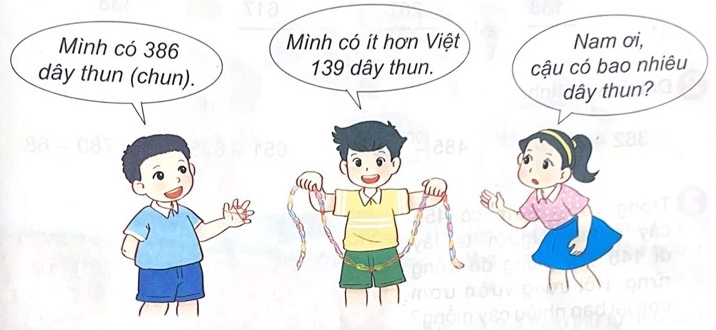 Mình có 386
dây thun (chun).
Mình có ít hơn Việt
139 dây thun.
Nam ơi,
cậu có bao nhiêu
dây thun?